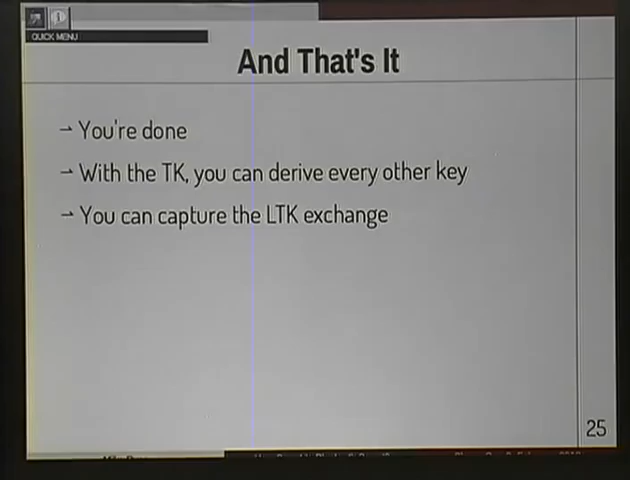 QUICK MENU
And That's It
You're done
With the TK, you can derive every other key
You can capture the LTK exchange
25